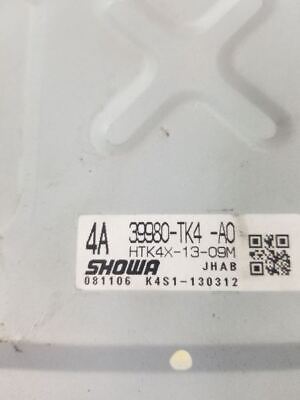 4A 39980-TK4 -A0
HTK4X-13-09M
SHOWA JHAB
081106 K4S1-130312